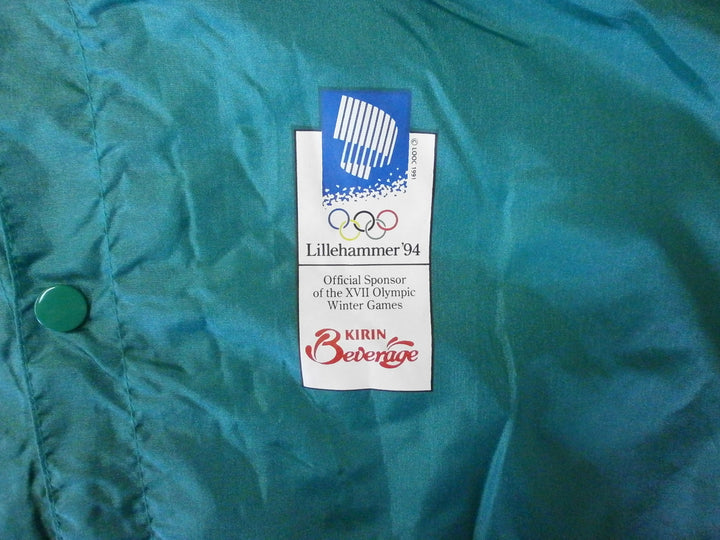 © LOOC 1991
Lillehammer '94
Official Sponsor
of the XVII Olympic
Winter Games
KIRIN
Beverage